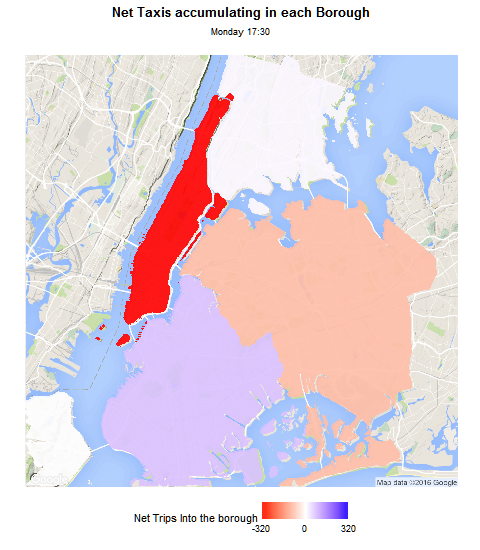 Net Taxis accumulating in each Borough
Monday 17:30
Map data ©2016 Google
Net Trips Into the borough
-320 0 320